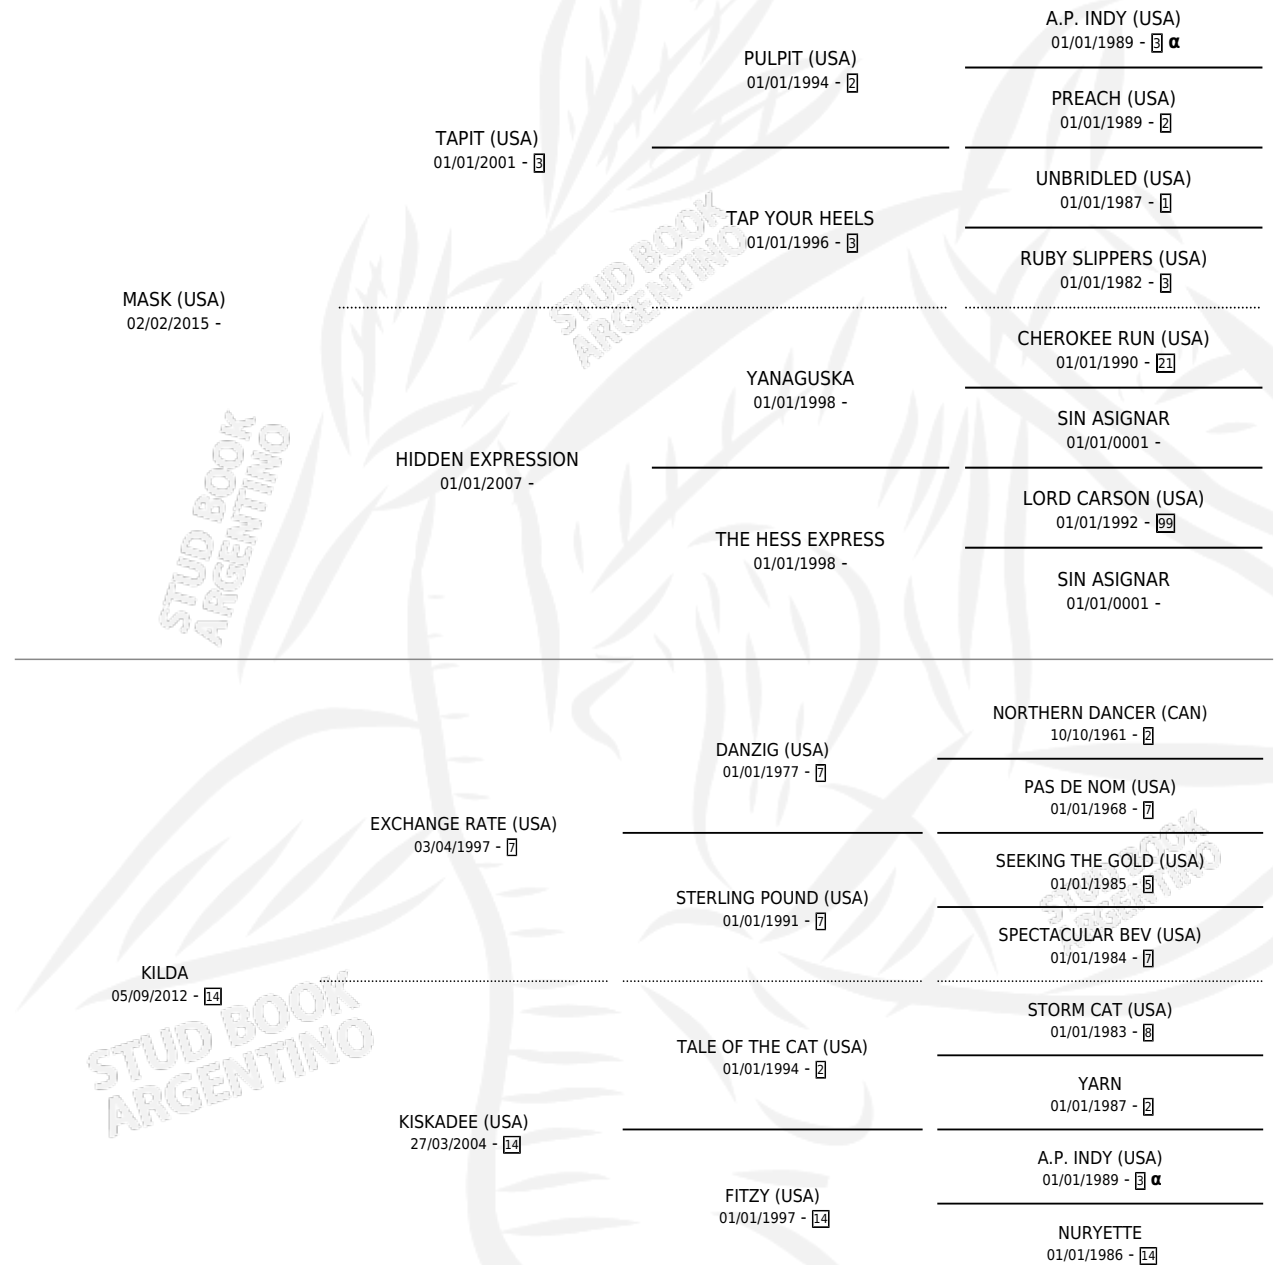 A.P. INDY (USA)
01/01/1989 - 3 α
PULPIT (USA)
01/01/1994 - 2
PREACH (USA)
01/01/1989 - 2
TAPIT (USA)
01/01/2001 - 3
UNBRIDLED (USA)
01/01/1987 - 1
TAP YOUR HEELS
01/01/1996 - 3
RUBY SLIPPERS (USA)
01/01/1982 - 3
MASK (USA)
02/02/2015 -
CHEROKEE RUN (USA)
01/01/1990 - 21
YANAGUSKA
01/01/1998 -
SIN ASIGNAR
01/01/0001 -
HIDDEN EXPRESSION
01/01/2007 -
LORD CARSON (USA)
01/01/1992 - 99
THE HESS EXPRESS
01/01/1998 -
SIN ASIGNAR
01/01/0001 -
STUD BOOK
ARGENTINO
STUD BOOK
ARGENTINO
NORTHERN DANCER (CAN)
10/10/1961 - 2
DANZIG (USA)
01/01/1977 - 7
PAS DE NOM (USA)
01/01/1968 - 7
EXCHANGE RATE (USA)
03/04/1997 - 7
SEEKING THE GOLD (USA)
01/01/1985 - 5
STERLING POUND (USA)
01/01/1991 - 7
SPECTACULAR BEV (USA)
01/01/1984 - 7
KILDA
05/09/2012 - 14
STORM CAT (USA)
01/01/1983 - 8
TALE OF THE CAT (USA)
01/01/1994 - 2
YARN
01/01/1987 - 2
KISKADEE (USA)
27/03/2004 - 14
A.P. INDY (USA)
01/01/1989 - 3 α
FITZY (USA)
01/01/1997 - 14
NURYETTE
01/01/1986 - 14
STUD BOOK
ARGENTINO
STUD BOOK
ARGENTINO